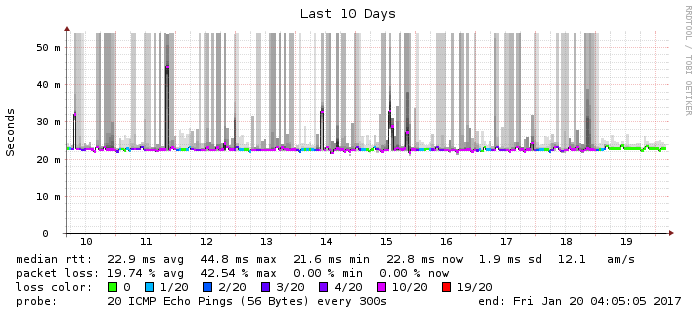 Last 10 Days
RRDTOOL / TOBI OETIKER
Seconds
50 m
40 m
30 m
20 m
10 m
0
10 11 12 13 14 15 16 17 18 19
median rtt: 22.9 ms avg 44.8 ms max 21.6 ms min 22.8 ms now 1.9 ms sd 12.1 am/s
packet loss: 19.74 % avg 42.54 % max 0.00 % min 0.00 % now
loss color: 0 1/20 2/20 3/20 4/20 10/20 19/20
probe: 20 ICMP Echo Pings (56 Bytes) every 300s end: Fri Jan 20 04:05:05 2017